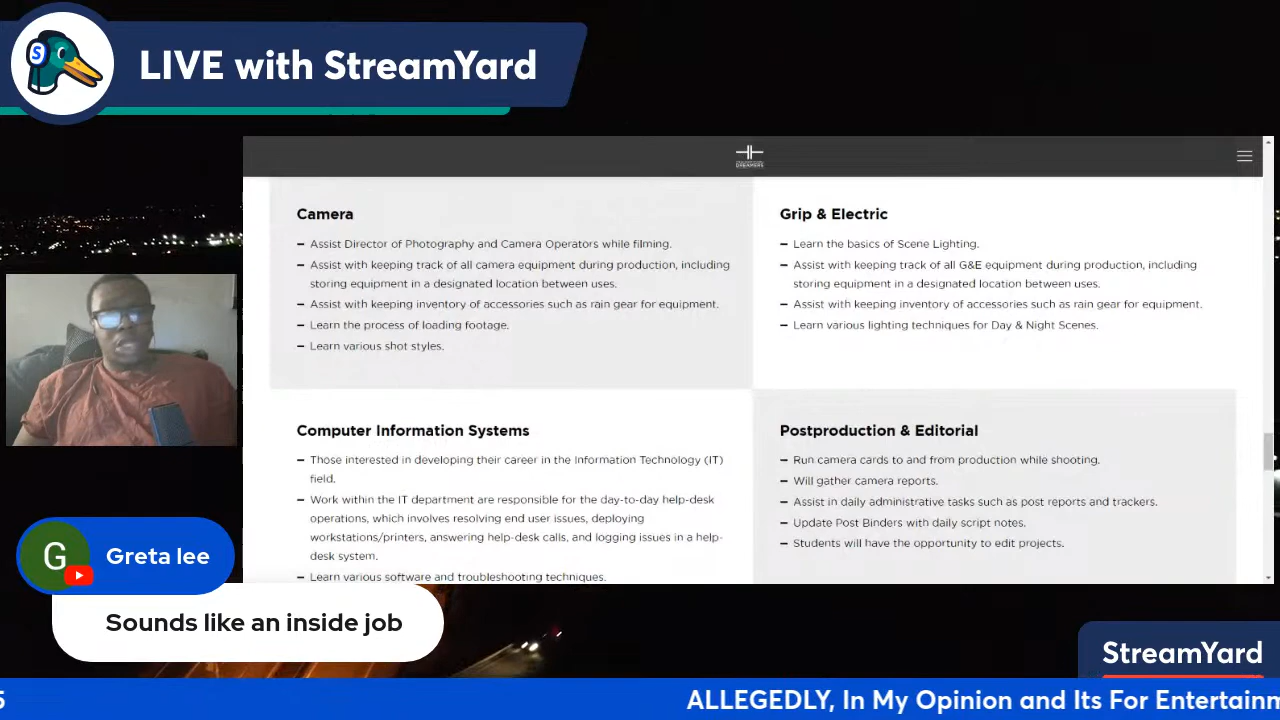 LIVE with StreamYard
S
DREAMERS
Camera
– Assist Director of Photography and Camera Operators while filming.
– Assist with keeping track of all camera equipment during production, including
storing equipment in a designated location between uses.
– Assist with keeping inventory of accessories such as rain gear for equipment.
– Learn the process of loading footage.
– Learn various shot styles.
Grip & Electric
– Learn the basics of Scene Lighting.
– Assist with keeping track of all G&E equipment during production, including
storing equipment in a designated location between uses.
– Assist with keeping inventory of accessories such as rain gear for equipment.
– Learn various lighting techniques for Day & Night Scenes.
Computer Information Systems
– Those interested in developing their career in the Information Technology (IT)
field.
– Work within the IT department are responsible for the day-to-day help-desk
operations, which involves resolving end user issues, deploying
workstations/printers, answering help-desk calls, and logging issues in a help-
desk system.
– Learn various software and troubleshooting techniques.
Postproduction & Editorial
– Run camera cards to and from production while shooting.
– Will gather camera reports.
– Assist in daily administrative tasks such as post reports and trackers.
– Update Post Binders with daily script notes.
– Students will have the opportunity to edit projects.
G
Greta lee
Sounds like an inside job
StreamYard
5
ALLEGEDLY, In My Opinion and Its For Entertainm